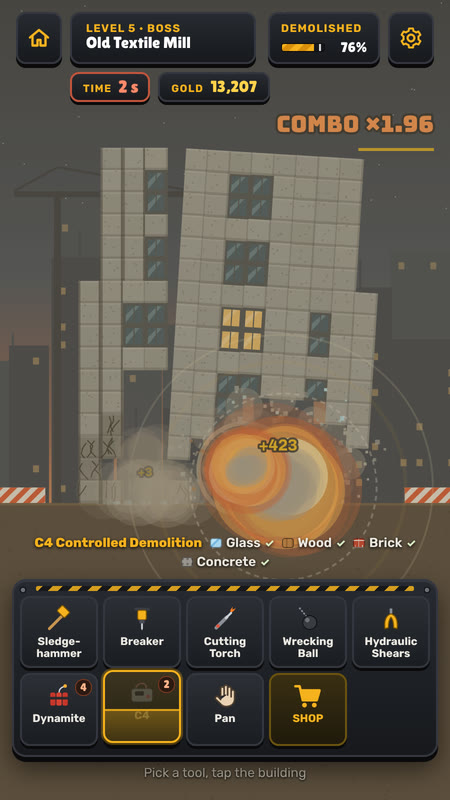 LEVEL 5 • BOSS
Old Textile Mill
DEMOLISHED
76%
TIME 2 s
GOLD 13,207
COMBO ×1.96
+423
+3
C4 Controlled Demolition Glass ✓ Wood ✓ Brick ✓
Concrete ✓
Sledge-
hammer
Breaker
Cutting
Torch
Wrecking
Ball
Hydraulic
Shears
4
Dynamite
2
C4
Pan
SHOP
Pick a tool, tap the building